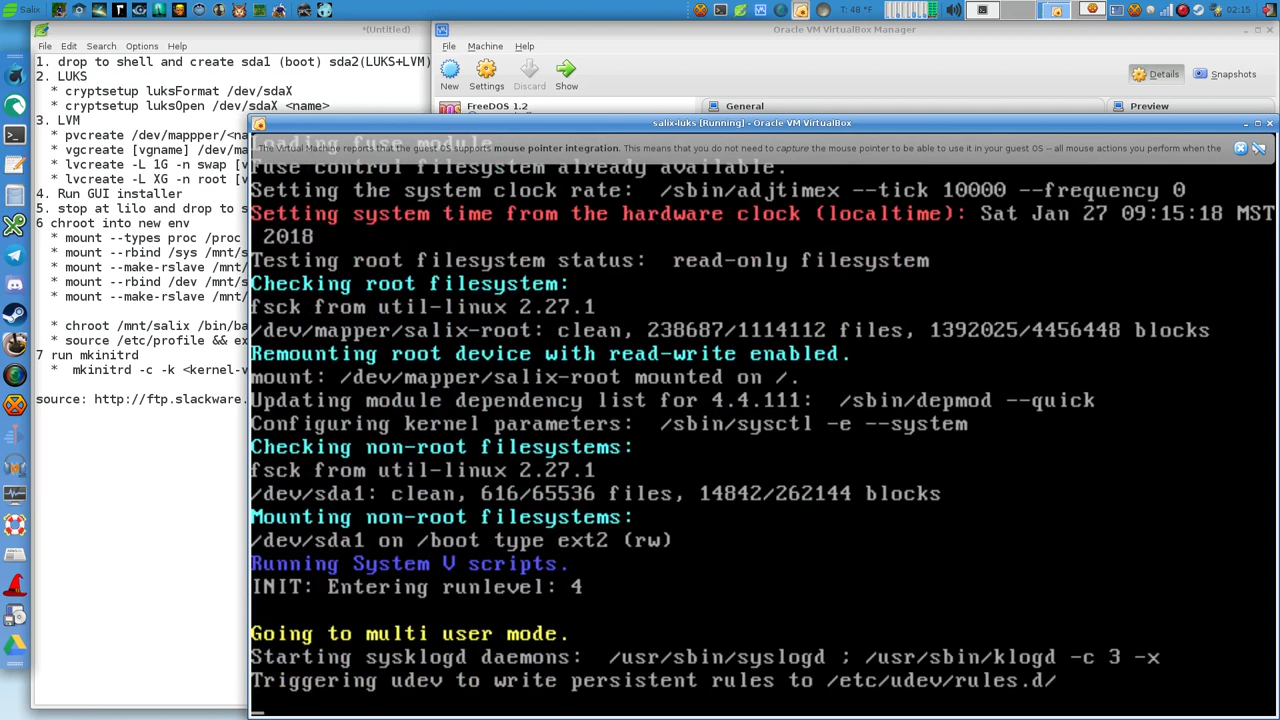 Salix
T: 48 °F
02:15
*(Untitled)
File Edit Search Options Help
1. drop to shell and create sda1 (boot) sda2(LUKS+LVM)
2. LUKS
* cryptsetup luksFormat /dev/sdaX
* cryptsetup luksOpen /dev/sdaX <name>
3. LVM
* pvcreate /dev/mappper/<na
* vgcreate [vgname] /dev/ma
* lvcreate -L 1G -n swap [v
* lvcreate -L XG -n root [v
4. Run GUI installer
5. stop at lilo and drop to s
6 chroot into new env
* mount --types proc /proc
* mount --rbind /sys /mnt/s
* mount --make-rslave /mnt/
* mount --rbind /dev /mnt/s
* mount --make-rslave /mnt/
* chroot /mnt/salix /bin/ba
* source /etc/profile && ex
7 run mkinitrd
* mkinitrd -c -k <kernel-v
source: http://ftp.slackware.
Oracle VM VirtualBox Manager
File Machine Help
New Settings Discard Show
Details Snapshots
FreeDOS 1.2
General
Preview
salix-luks [Running] - Oracle VM VirtualBox
Loading fuse module.
The Virtual Machine reports that the guest OS supports mouse pointer integration. This means that you do not need to capture the mouse pointer to be able to use it in your guest OS -- all mouse actions you perform when the
Fuse control filesystem already available.
Setting the system clock rate: /sbin/adjtimex --tick 10000 --frequency 0
Setting system time from the hardware clock (localtime): Sat Jan 27 09:15:18 MST
2018
Testing root filesystem status: read-only filesystem
Checking root filesystem:
fsck from util-linux 2.27.1
/dev/mapper/salix-root: clean, 238687/1114112 files, 1392025/4456448 blocks
Remounting root device with read-write enabled.
mount: /dev/mapper/salix-root mounted on /.
Updating module dependency list for 4.4.111: /sbin/depmod --quick
Configuring kernel parameters: /sbin/sysctl -e --system
Checking non-root filesystems:
fsck from util-linux 2.27.1
/dev/sda1: clean, 616/65536 files, 14842/262144 blocks
Mounting non-root filesystems:
/dev/sda1 on /boot type ext2 (rw)
Running System V scripts.
INIT: Entering runlevel: 4
Going to multi user mode.
Starting sysklogd daemons: /usr/sbin/syslogd ; /usr/sbin/klogd -c 3 -x
Triggering udev to write persistent rules to /etc/udev/rules.d/